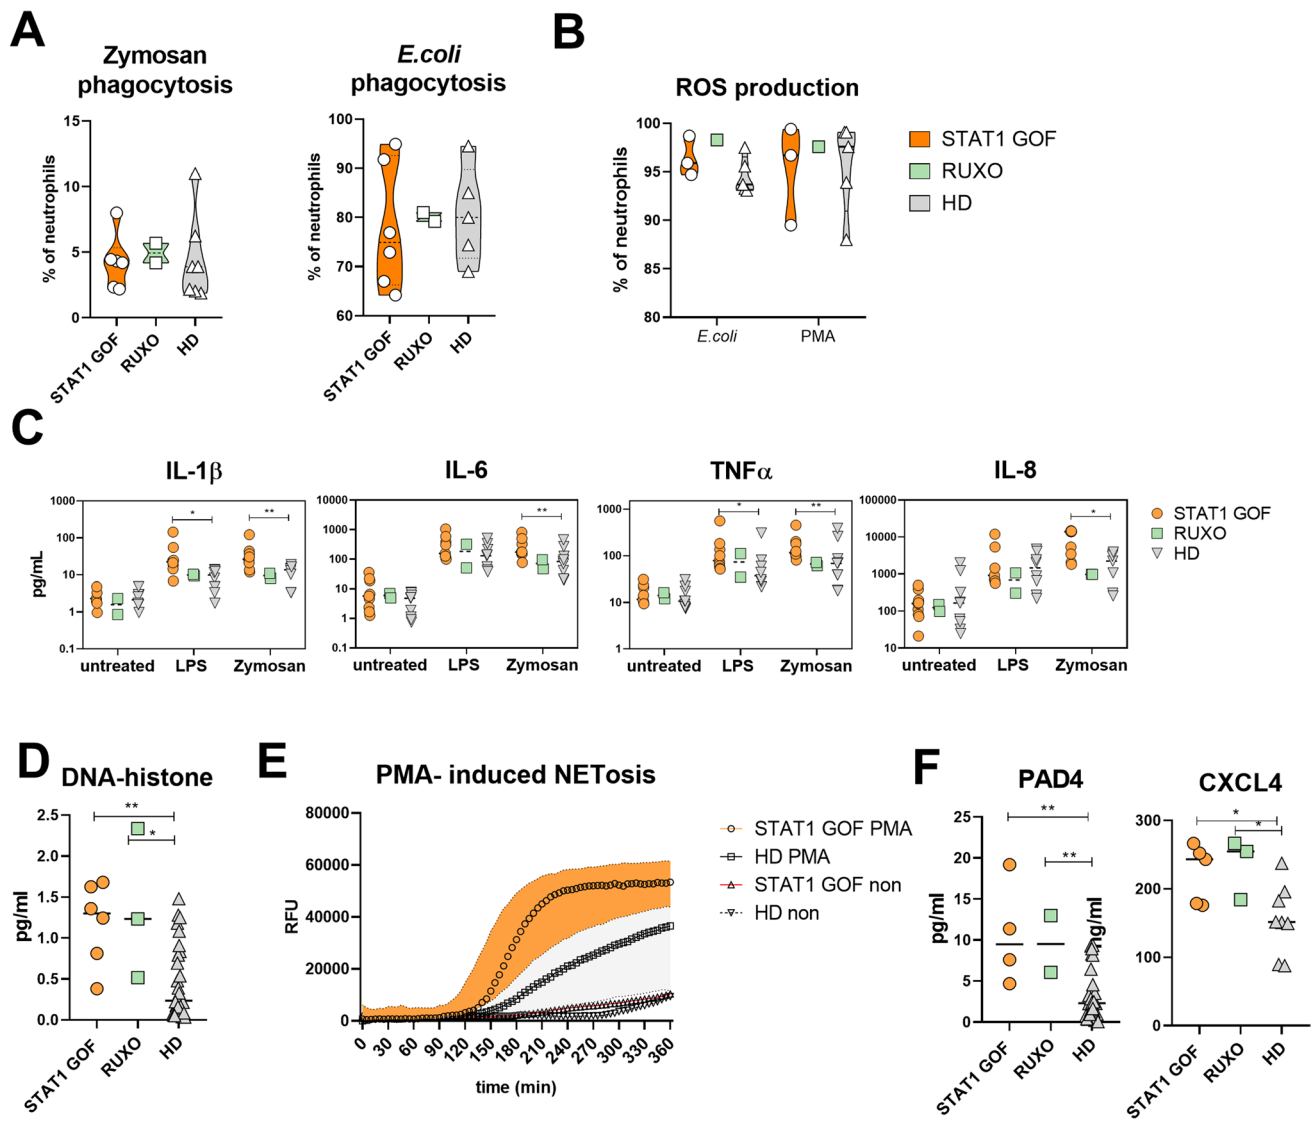 A
Zymosan
phagocytosis
% of neutrophils
15
10
5
0
STAT1 GOF
RUXO
HD
E.coli
phagocytosis
% of neutrophils
100
90
80
70
60
STAT1 GOF
RUXO
HD
B
ROS production
% of neutrophils
100
95
90
85
80
E.coli
PMA
STAT1 GOF
RUXO
HD
C
IL-1β
pg/mL
1000
100
10
1
0.1
*
**
untreated
LPS
Zymosan
IL-6
10000
1000
100
10
1
0.1
**
untreated
LPS
Zymosan
TNFα
1000
100
10
1
*
**
untreated
LPS
Zymosan
IL-8
100000
10000
1000
100
10
*
untreated
LPS
Zymosan
STAT1 GOF
RUXO
HD
D
DNA-histone
pg/ml
2.5
2.0
1.5
1.0
0.5
0.0
**
*
STAT1 GOF
RUXO
HD
E
PMA- induced NETosis
RFU
80000
60000
40000
20000
0
0 30 60 90 120 150 180 210 240 270 300 330 360
time (min)
STAT1 GOF PMA
HD PMA
STAT1 GOF non
HD non
F
PAD4
pg/ml
25
20
15
10
5
0
**
**
STAT1 GOF
RUXO
HD
CXCL4
ng/ml
300
200
100
0
*
*
STAT1 GOF
RUXO
HD